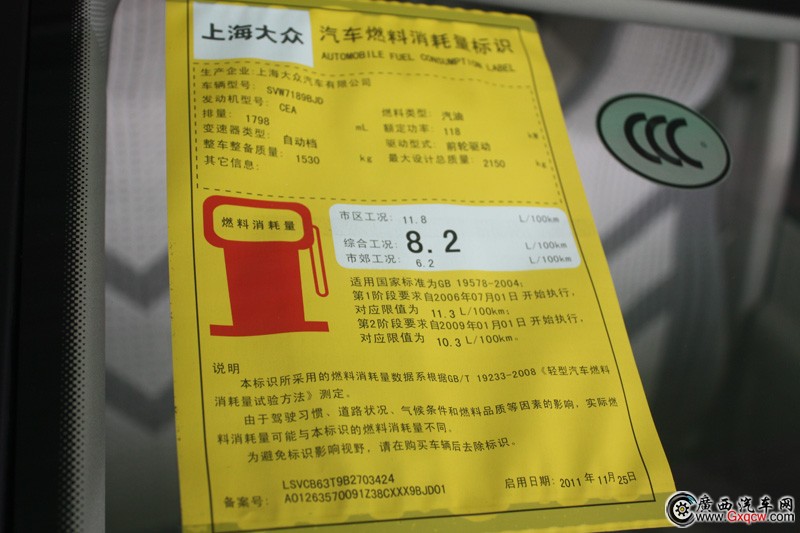 上海大众
汽车燃料消耗量标识
AUTOMOBILE FUEL CONSUMPTION LABEL
生产企业:上海大众汽车有限公司
车辆型号: SVW7189BJD
发动机型号: CEA 燃料类型: 汽油
排量: 1798 mL 额定功率: 118 kW
变速器类型: 自动档 驱动型式: 前轮驱动
整车整备质量: 1530 kg 最大设计总质量: 2150 kg
其它信息:
燃料消耗量
市区工况: 11.8 L/100km
综合工况: 8.2 L/100km
市郊工况: 6.2 L/100km
适用国家标准为GB 19578-2004:
第1阶段要求自2006年07月01日 开始执行,
对应限值为 11.3 L/100km;
第2阶段要求自2009年01月01日 开始执行,
对应限值为 10.3 L/100km。
说明
本标识所采用的燃料消耗量数据系根据GB/T 19233-2008《轻型汽车燃料
消耗量试验方法》测定。
由于驾驶习惯、道路状况、气候条件和燃料品质等因素的影响,实际燃
料消耗量可能与本标识的燃料消耗量不同。
为避免标识影响视野,请在购买车辆后去除标识。
LSVCB63T9B2703424
备案号: A01263570091Z38CXXX9BJD01
启用日期: 2011 年 11月 25日
CCC
廣西汽车网
www.Gxqcw.com